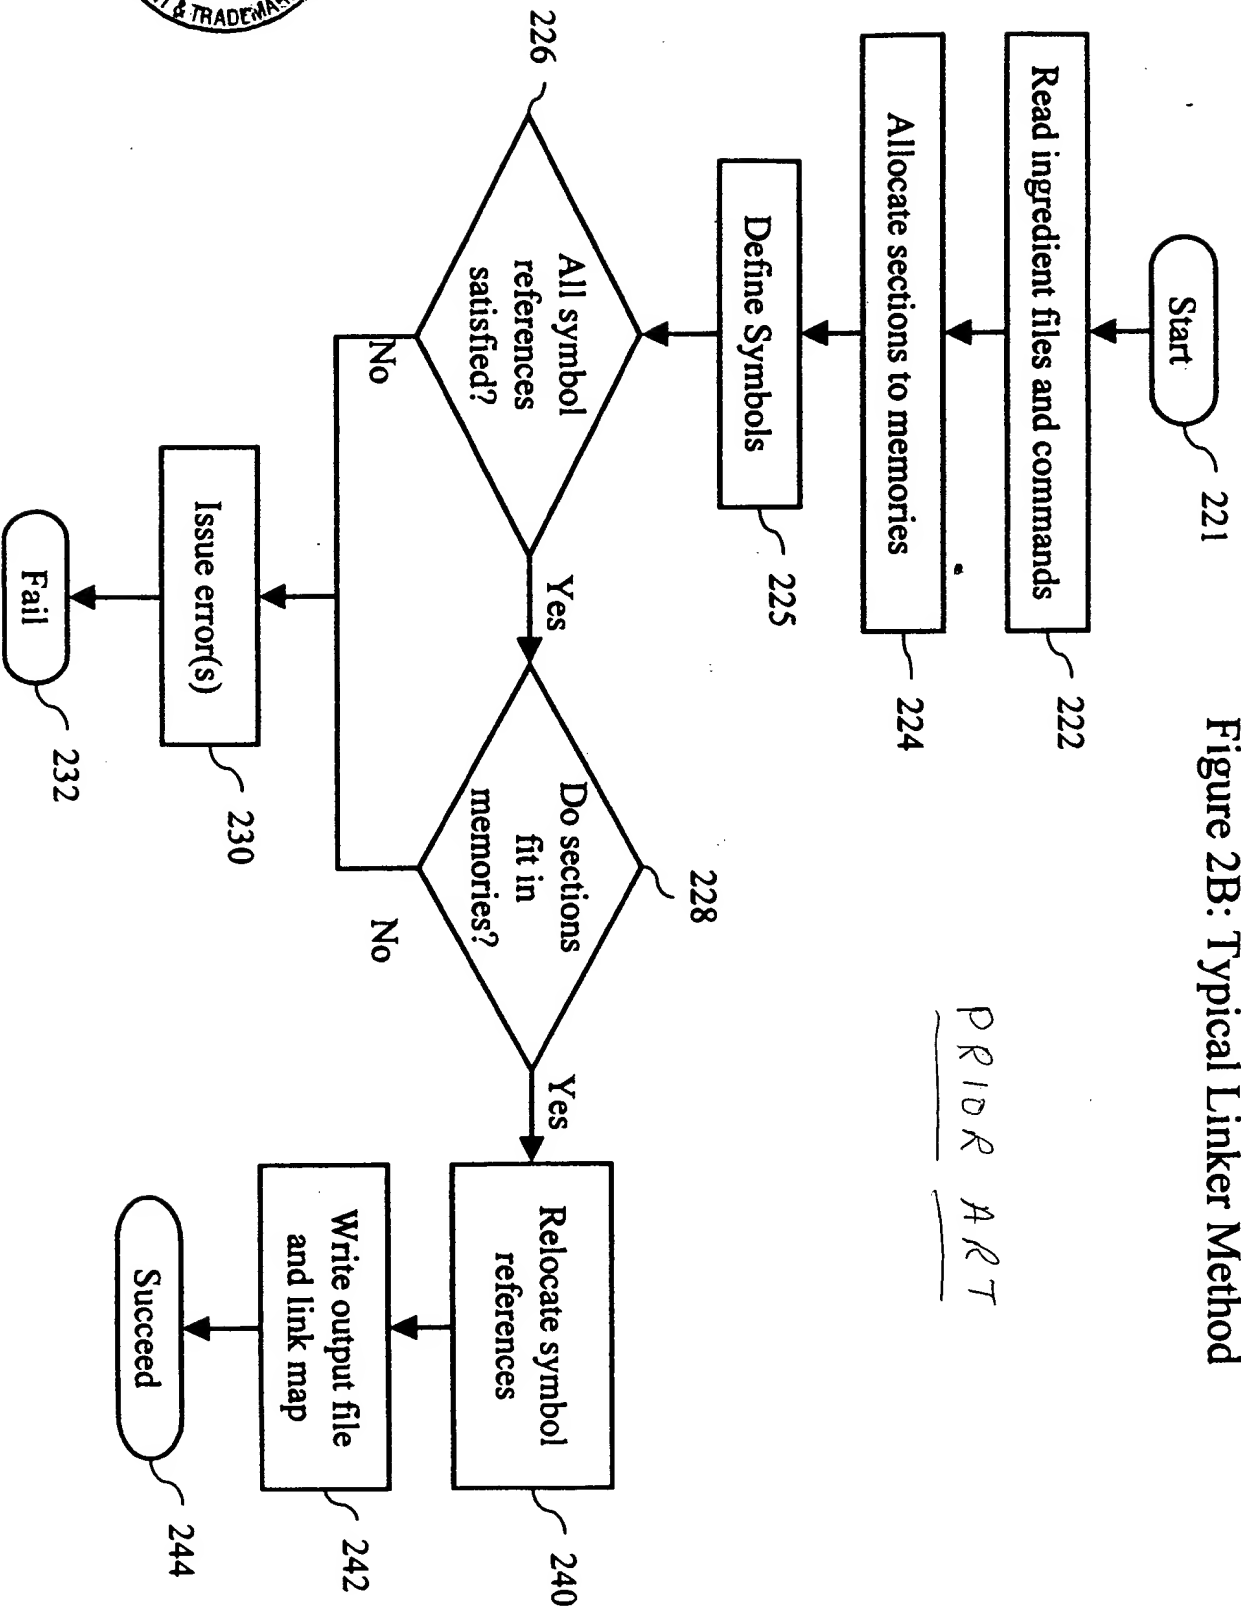 Figure 2B: Typical Linker Method
PRIOR ART
Start
221
Read ingredient files and commands
222
Allocate sections to memories
224
Define Symbols
225
226
All symbol
references
satisfied?
Yes
No
228
Do sections
fit in
memories?
Yes
No
Issue error(s)
230
Fail
232
Relocate symbol
references
240
Write output file
and link map
242
Succeed
244
& TRADEMA